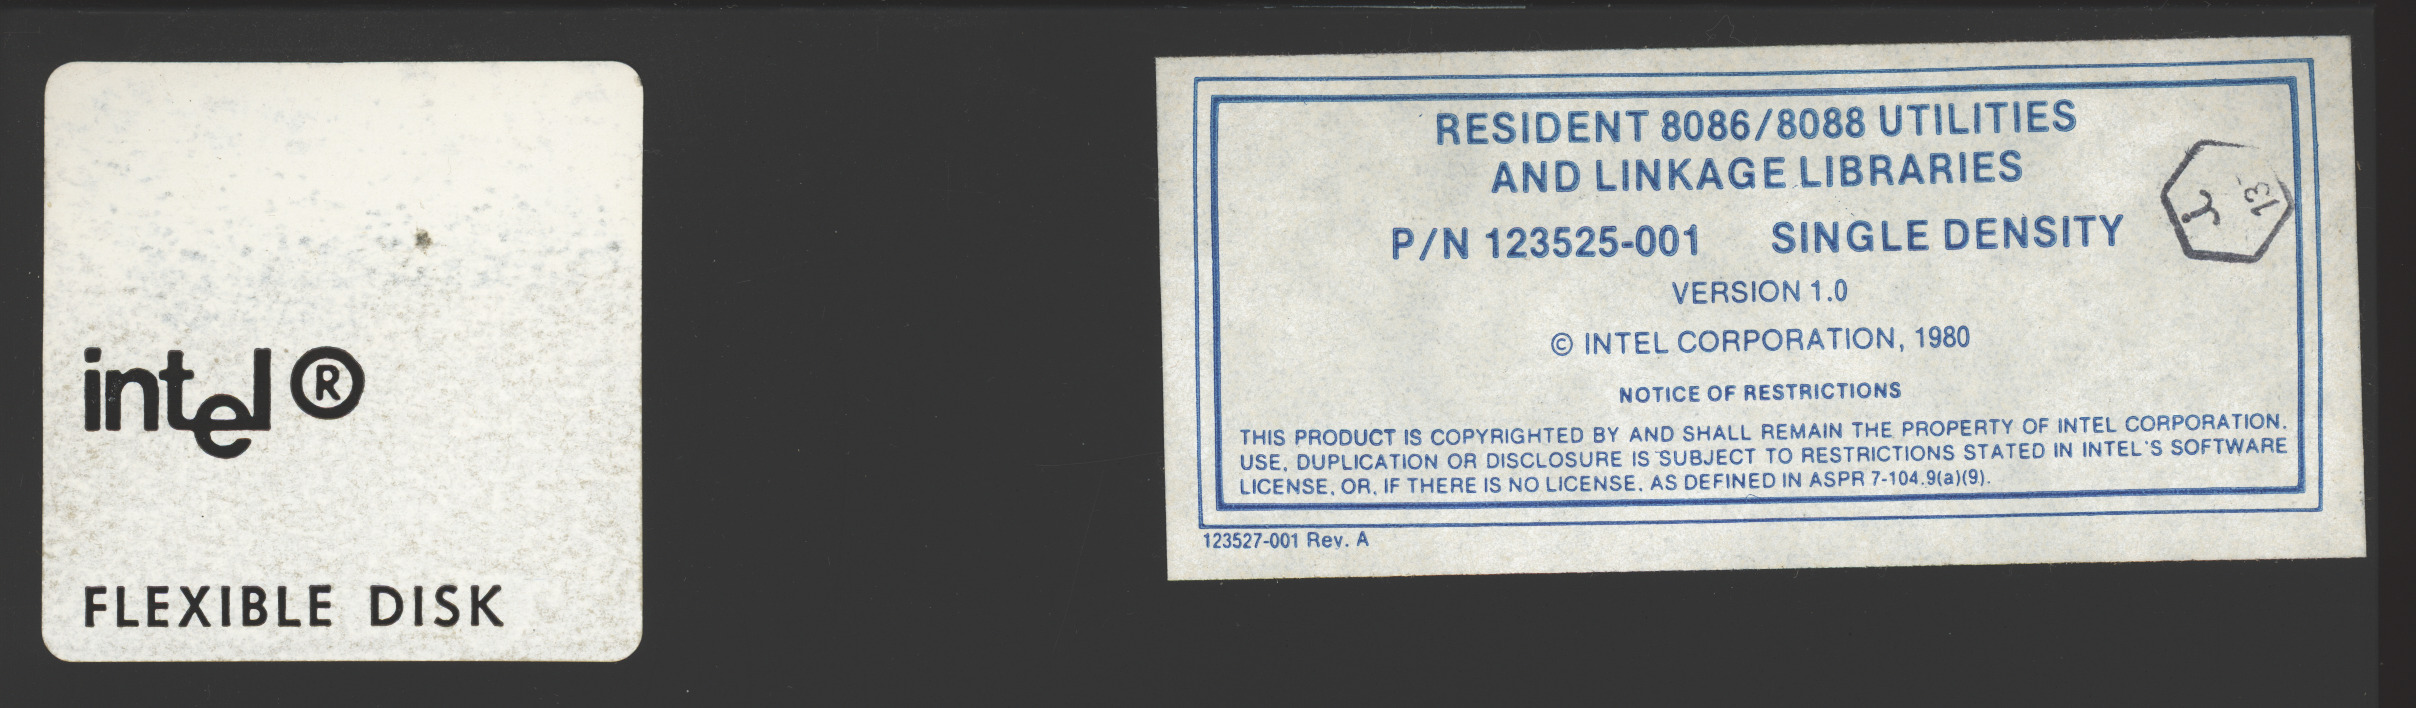 intel®
FLEXIBLE DISK
RESIDENT 8086/8088 UTILITIES
AND LINKAGE LIBRARIES
P/N 123525-001 SINGLE DENSITY
VERSION 1.0
© INTEL CORPORATION, 1980
NOTICE OF RESTRICTIONS
THIS PRODUCT IS COPYRIGHTED BY AND SHALL REMAIN THE PROPERTY OF INTEL CORPORATION.
USE, DUPLICATION OR DISCLOSURE IS SUBJECT TO RESTRICTIONS STATED IN INTEL'S SOFTWARE
LICENSE, OR, IF THERE IS NO LICENSE, AS DEFINED IN ASPR 7-104.9(a)(9).
123527-001 Rev. A
13